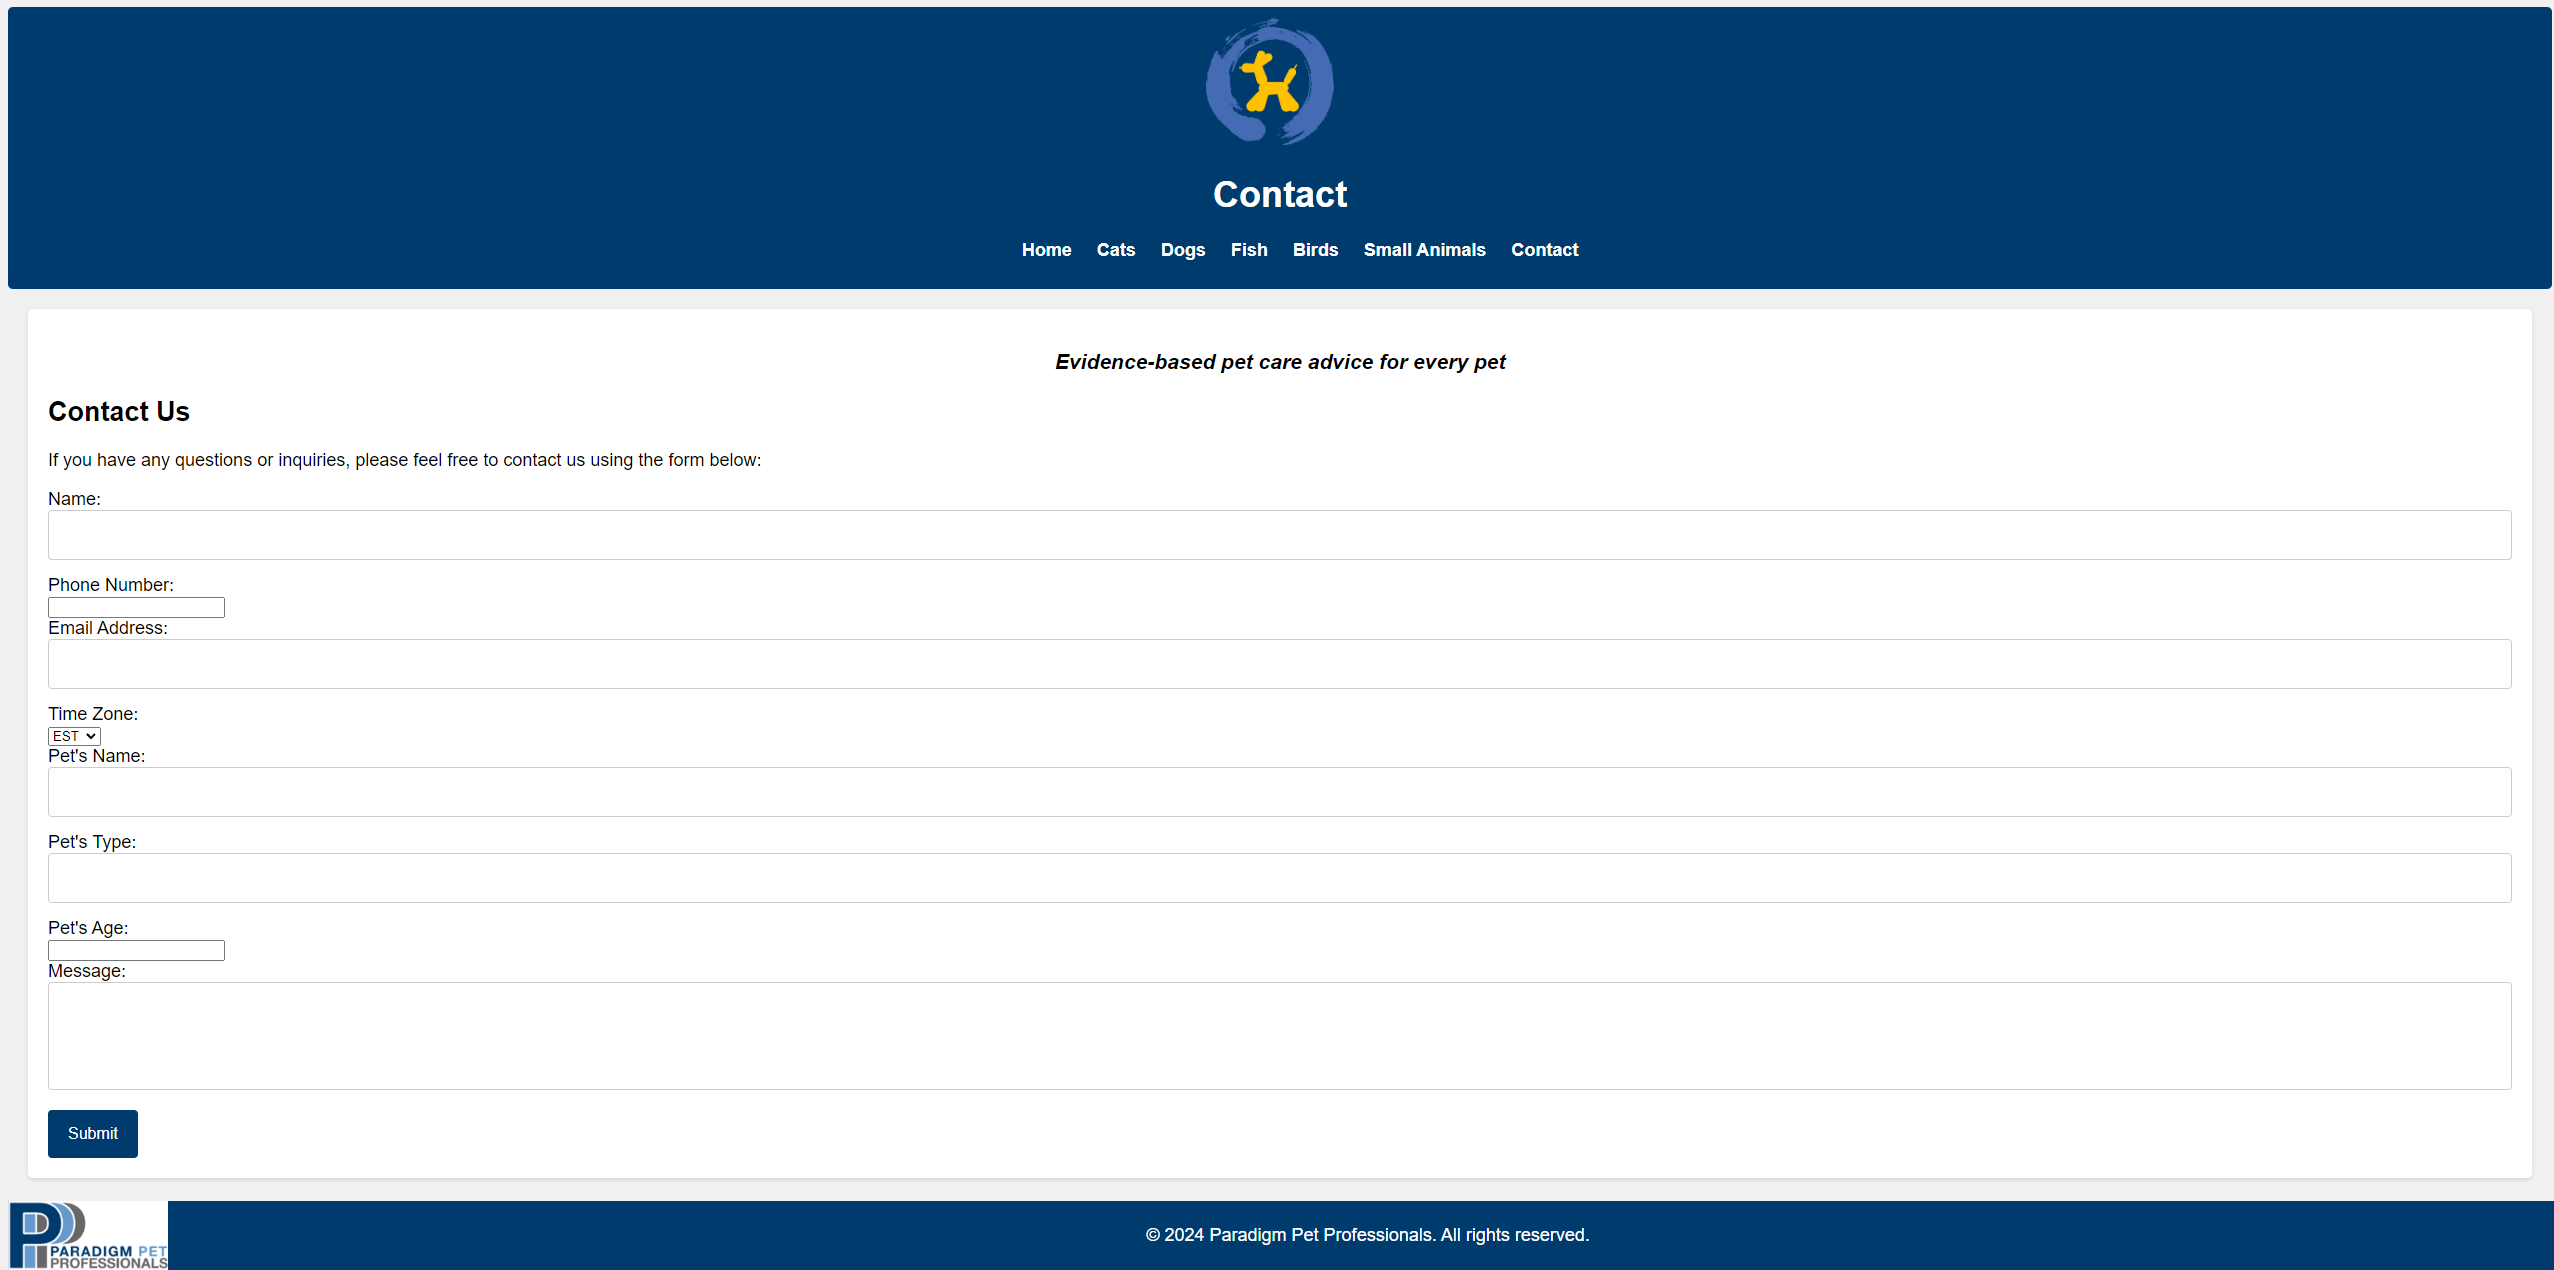 Contact
Home Cats Dogs Fish Birds Small Animals Contact
Evidence-based pet care advice for every pet
Contact Us
If you have any questions or inquiries, please feel free to contact us using the form below:
Name:
Phone Number:
Email Address:
Time Zone:
EST
Pet's Name:
Pet's Type:
Pet's Age:
Message:
Submit
PARADIGM PET
PROFESSIONALS
© 2024 Paradigm Pet Professionals. All rights reserved.